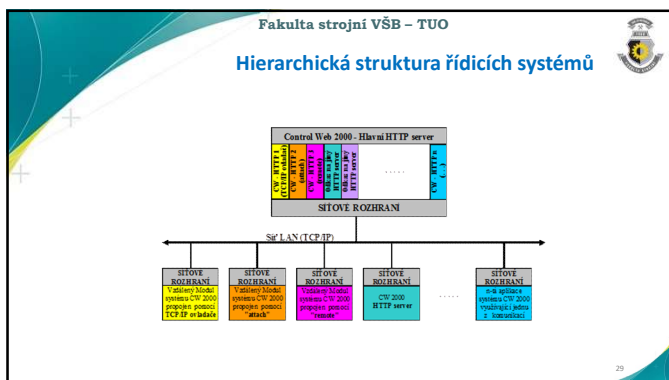 Fakulta strojní VŠB – TUO
Hierarchická struktura řídicích systémů
Control Web 2000 - Hlavní HTTP server
CW - HTTP 1
(TCP/IP ovladač)
CW - HTTP 2
(attach)
CW - HTTP 3
(remote)
Odkaz na jiný
HTTP server
Odkaz na jiný
HTTP server
.....
CW - HTTP n
(...)
SÍŤOVÉ ROZHRANÍ
Síť LAN (TCP/IP)
SÍŤOVÉ
ROZHRANÍ
Vzdálený Modul
systému CW 2000
propojen pomocí
TCP/IP ovladače
SÍŤOVÉ
ROZHRANÍ
Vzdálený Modul
systému CW 2000
propojen pomocí
"attach"
SÍŤOVÉ
ROZHRANÍ
Vzdálený Modul
systému CW 2000
propojen pomocí
"remote"
SÍŤOVÉ
ROZHRANÍ
CW 2000
HTTP server
.....
SÍŤOVÉ
ROZHRANÍ
n-tá aplikace
systému CW 2000
využívající jednu
z komunikací
29